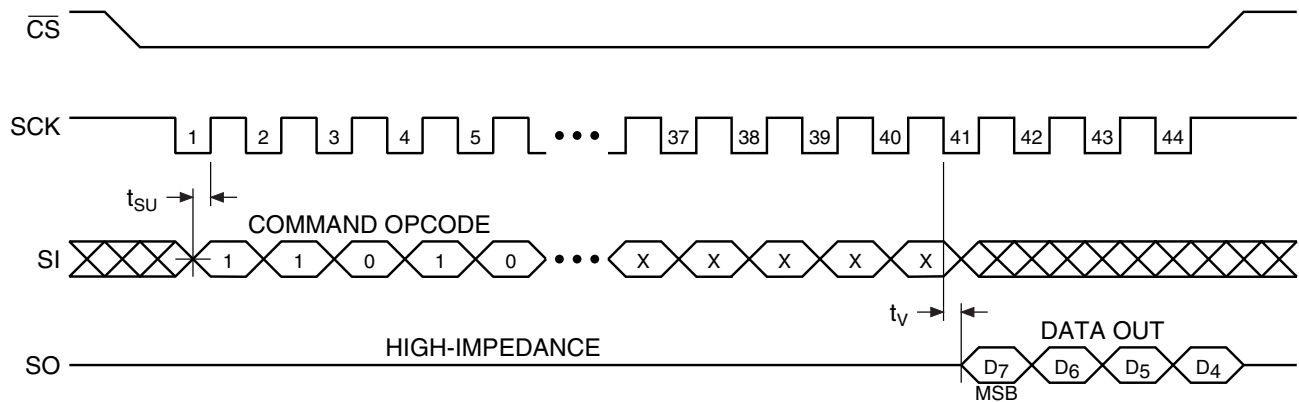 CS
SCK 1 2 3 4 5 • • • 37 38 39 40 41 42 43 44
tSU
COMMAND OPCODE
SI 1 1 0 1 0 • • • X X X X X
tV
DATA OUT
HIGH-IMPEDANCE
SO D7 D6 D5 D4
MSB